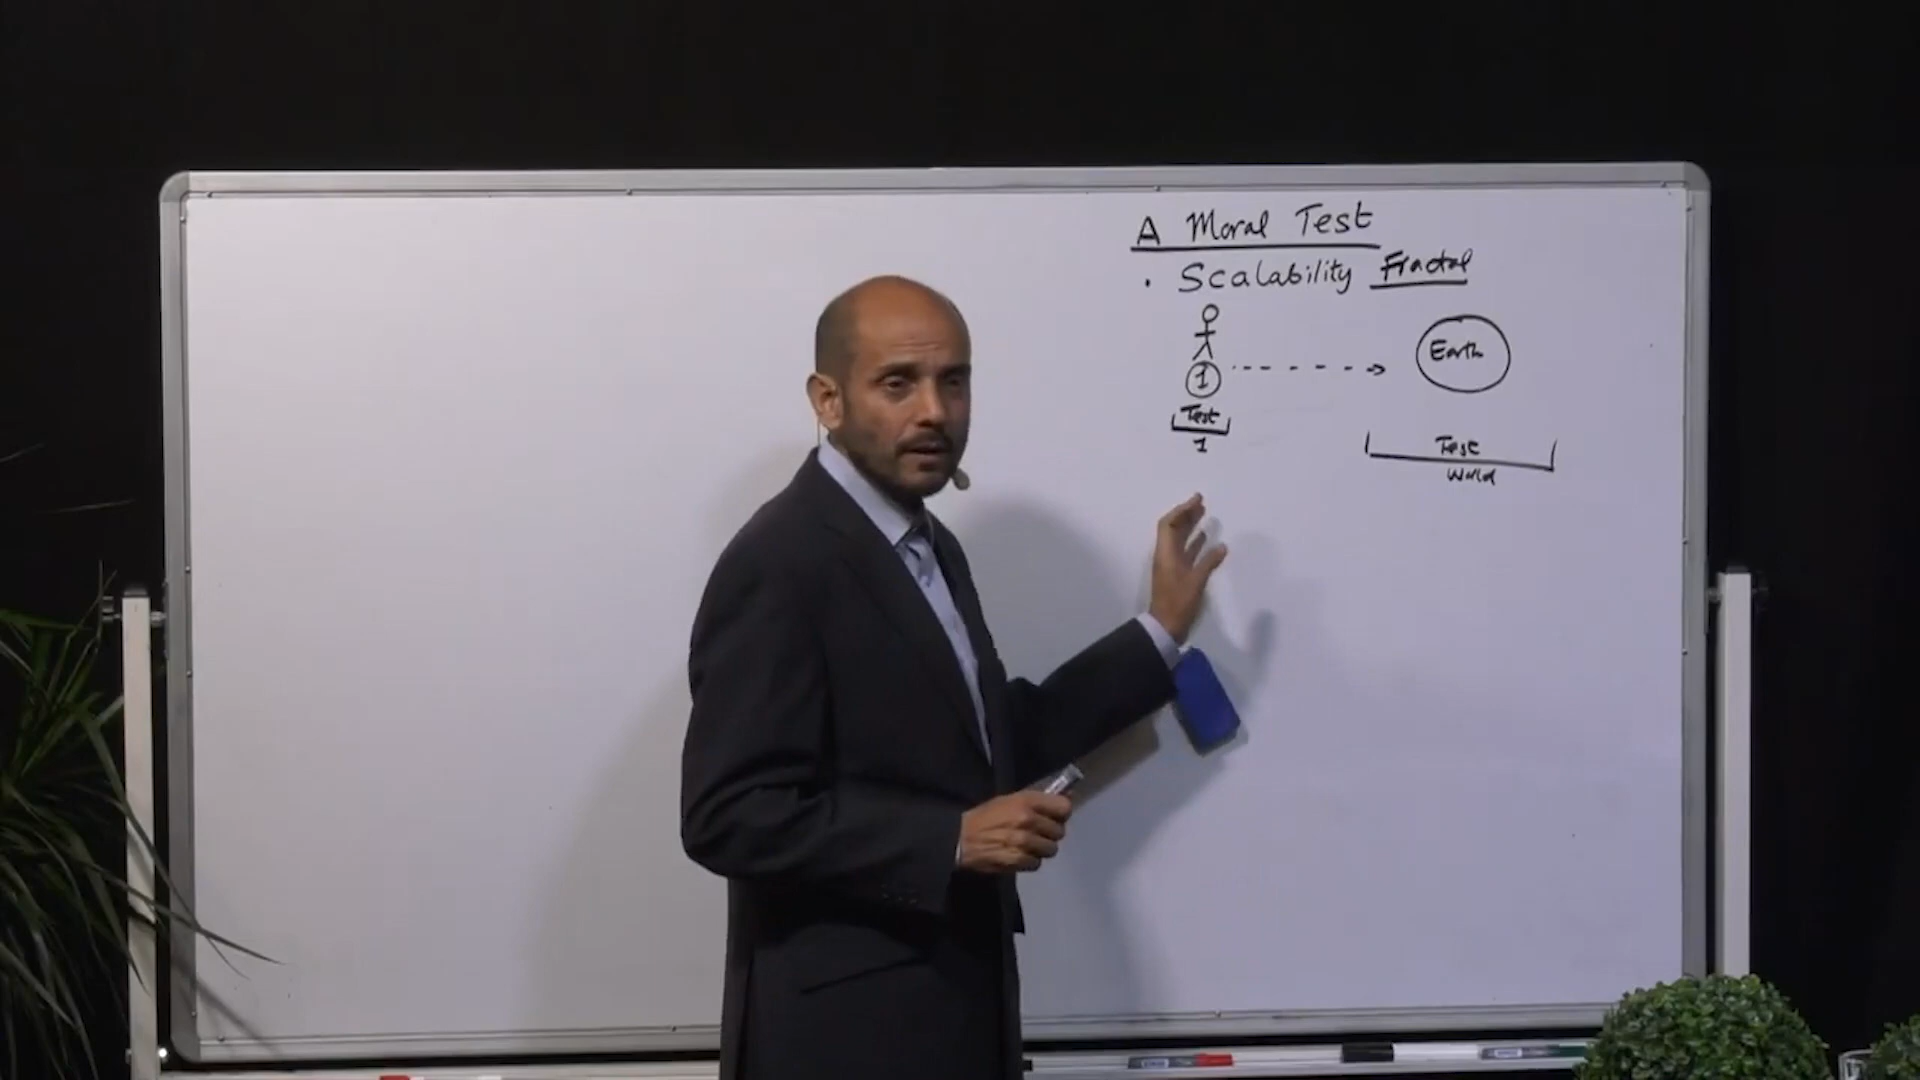 A Moral Test
· Scalability Fractal
1
Earth
Test
1
Test
World